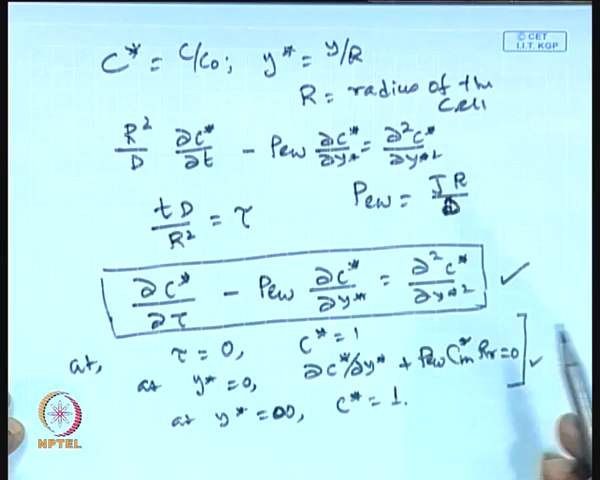 © CET
I.I.T. KGP
C* = C/C₀ ; y* = y/R
R = radius of the Cell
R²/D ∂c*/∂t - Pew ∂c*/∂y* = ∂²c*/∂y*²
Pew = JR/D
tD/R² = τ
∂c*/∂τ - Pew ∂c*/∂y* = ∂²c*/∂y*² ✓
at, τ = 0, C* = 1
at y* = 0, ∂c*/∂y* + Pew Cm* Rr = 0 ✓
at y* = ∞, C* = 1.
NPTEL